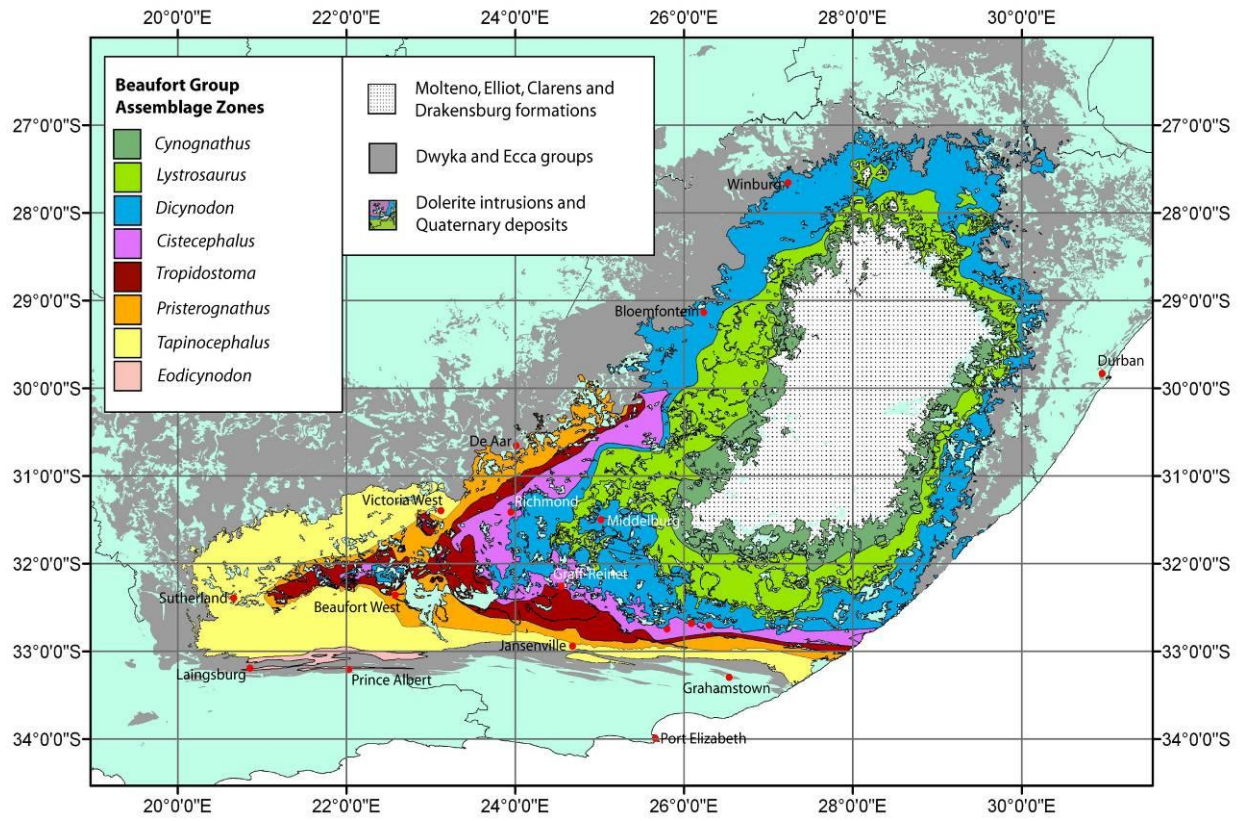 20°0'0"E 22°0'0"E 24°0'0"E 26°0'0"E 28°0'0"E 30°0'0"E
Beaufort Group
Assemblage Zones
Cynognathus
Lystrosaurus
Dicynodon
Cistecephalus
Tropidostoma
Pristerognathus
Tapinocephalus
Eodicynodon
Molteno, Elliot, Clarens and
Drakensburg formations
Dwyka and Ecca groups
Dolerite intrusions and
Quaternary deposits
27°0'0"S 27°0'0"S
Winburg
28°0'0"S 28°0'0"S
29°0'0"S 29°0'0"S
Bloemfontein
Durban
30°0'0"S 30°0'0"S
De Aar
31°0'0"S 31°0'0"S
Victoria West
Richmond
Middelburg
32°0'0"S 32°0'0"S
Graff-Reinet
Sutherland
Beaufort West
Jansenville
33°0'0"S 33°0'0"S
Laingsburg
Prince Albert
Grahamstown
34°0'0"S 34°0'0"S
Port Elizabeth
20°0'0"E 22°0'0"E 24°0'0"E 26°0'0"E 28°0'0"E 30°0'0"E